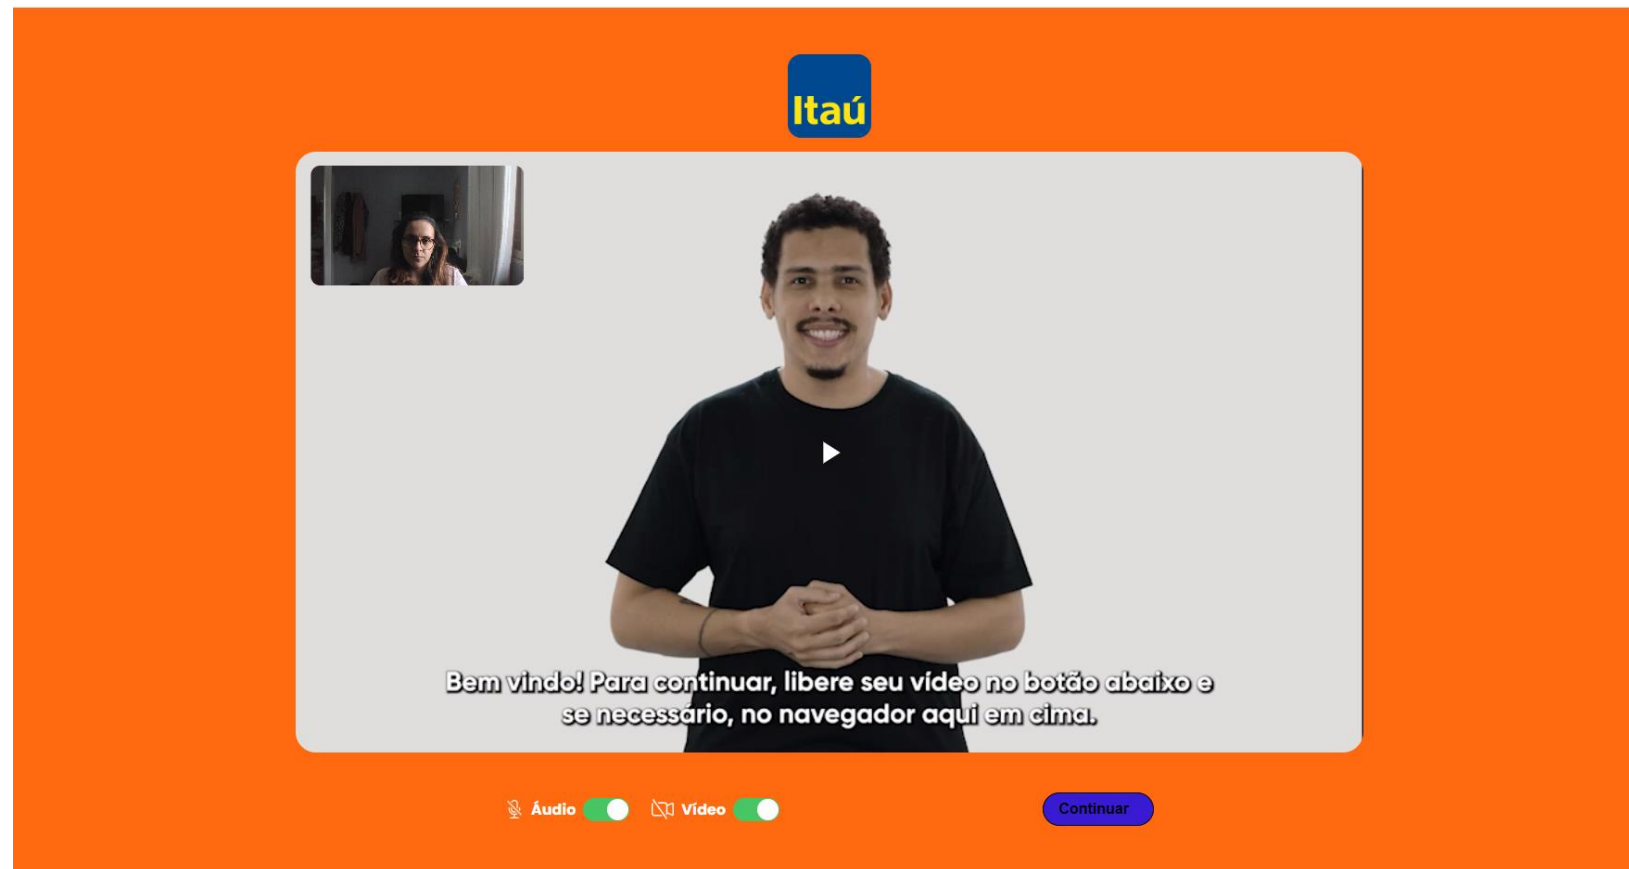 Itaú
Bem vindo! Para continuar, libere seu vídeo no botão abaixo e
se necessário, no navegador aqui em cima.
Áudio Vídeo Continuar